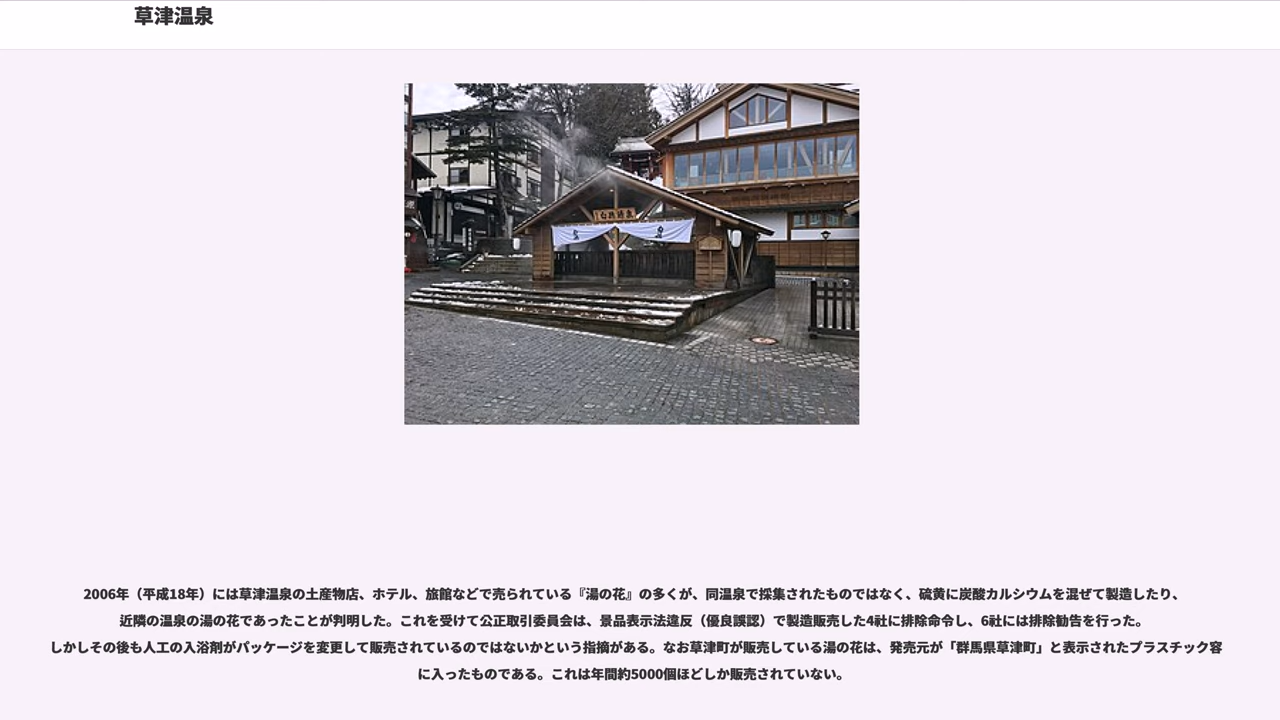 草津温泉
2006年（平成18年）には草津温泉の土産物店、ホテル、旅館などで売られている『湯の花』の多くが、同温泉で採集されたものではなく、硫黄に炭酸カルシウムを混ぜて製造したり、
近隣の温泉の湯の花であったことが判明した。これを受けて公正取引委員会は、景品表示法違反（優良誤認）で製造販売した4社に排除命令し、6社には排除勧告を行った。
しかしその後も人工の入浴剤がパッケージを変更して販売されているのではないかという指摘がある。なお草津町が販売している湯の花は、発売元が「群馬県草津町」と表示されたプラスチック容
に入ったものである。これは年間約5000個ほどしか販売されていない。